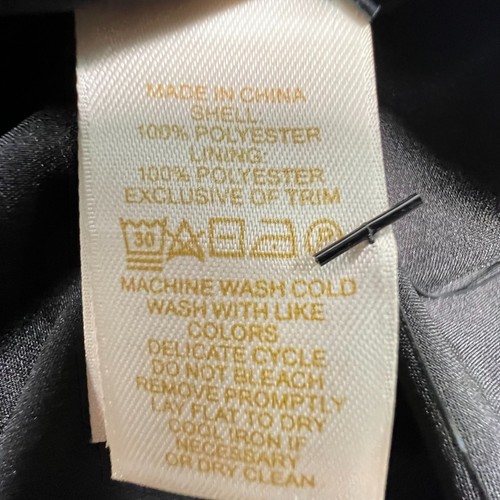 MADE IN CHINA
SHELL:
100% POLYESTER
LINING:
100% POLYESTER
EXCLUSIVE OF TRIM
30
MACHINE WASH COLD
WASH WITH LIKE
COLORS
DELICATE CYCLE
DO NOT BLEACH
REMOVE PROMPTLY
LAY FLAT TO DRY
COOL IRON IF
NECESSARY
OR DRY CLEAN